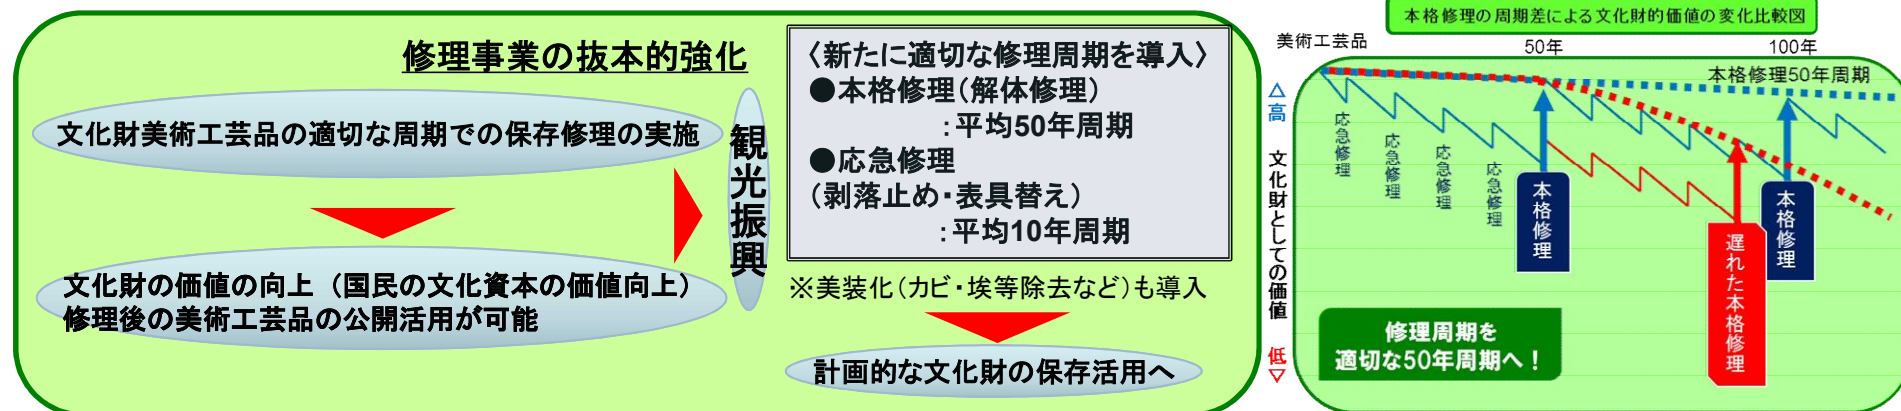 修理事業の抜本的強化
文化財美術工芸品の適切な周期での保存修理の実施
文化財の価値の向上（国民の文化資本の価値向上）
修理後の美術工芸品の公開活用が可能
観光振興
〈新たに適切な修理周期を導入〉
●本格修理（解体修理）
：平均50年周期
●応急修理
（剥落止め・表具替え）
：平均10年周期
※美装化（カビ・埃等除去など）も導入
計画的な文化財の保存活用へ
本格修理の周期差による文化財的価値の変化比較図
美術工芸品
50年
100年
本格修理50年周期
△高
文化財としての価値
低▽
応急修理
応急修理
応急修理
応急修理
本格修理
遅れた本格修理
本格修理
修理周期を
適切な50年周期へ！